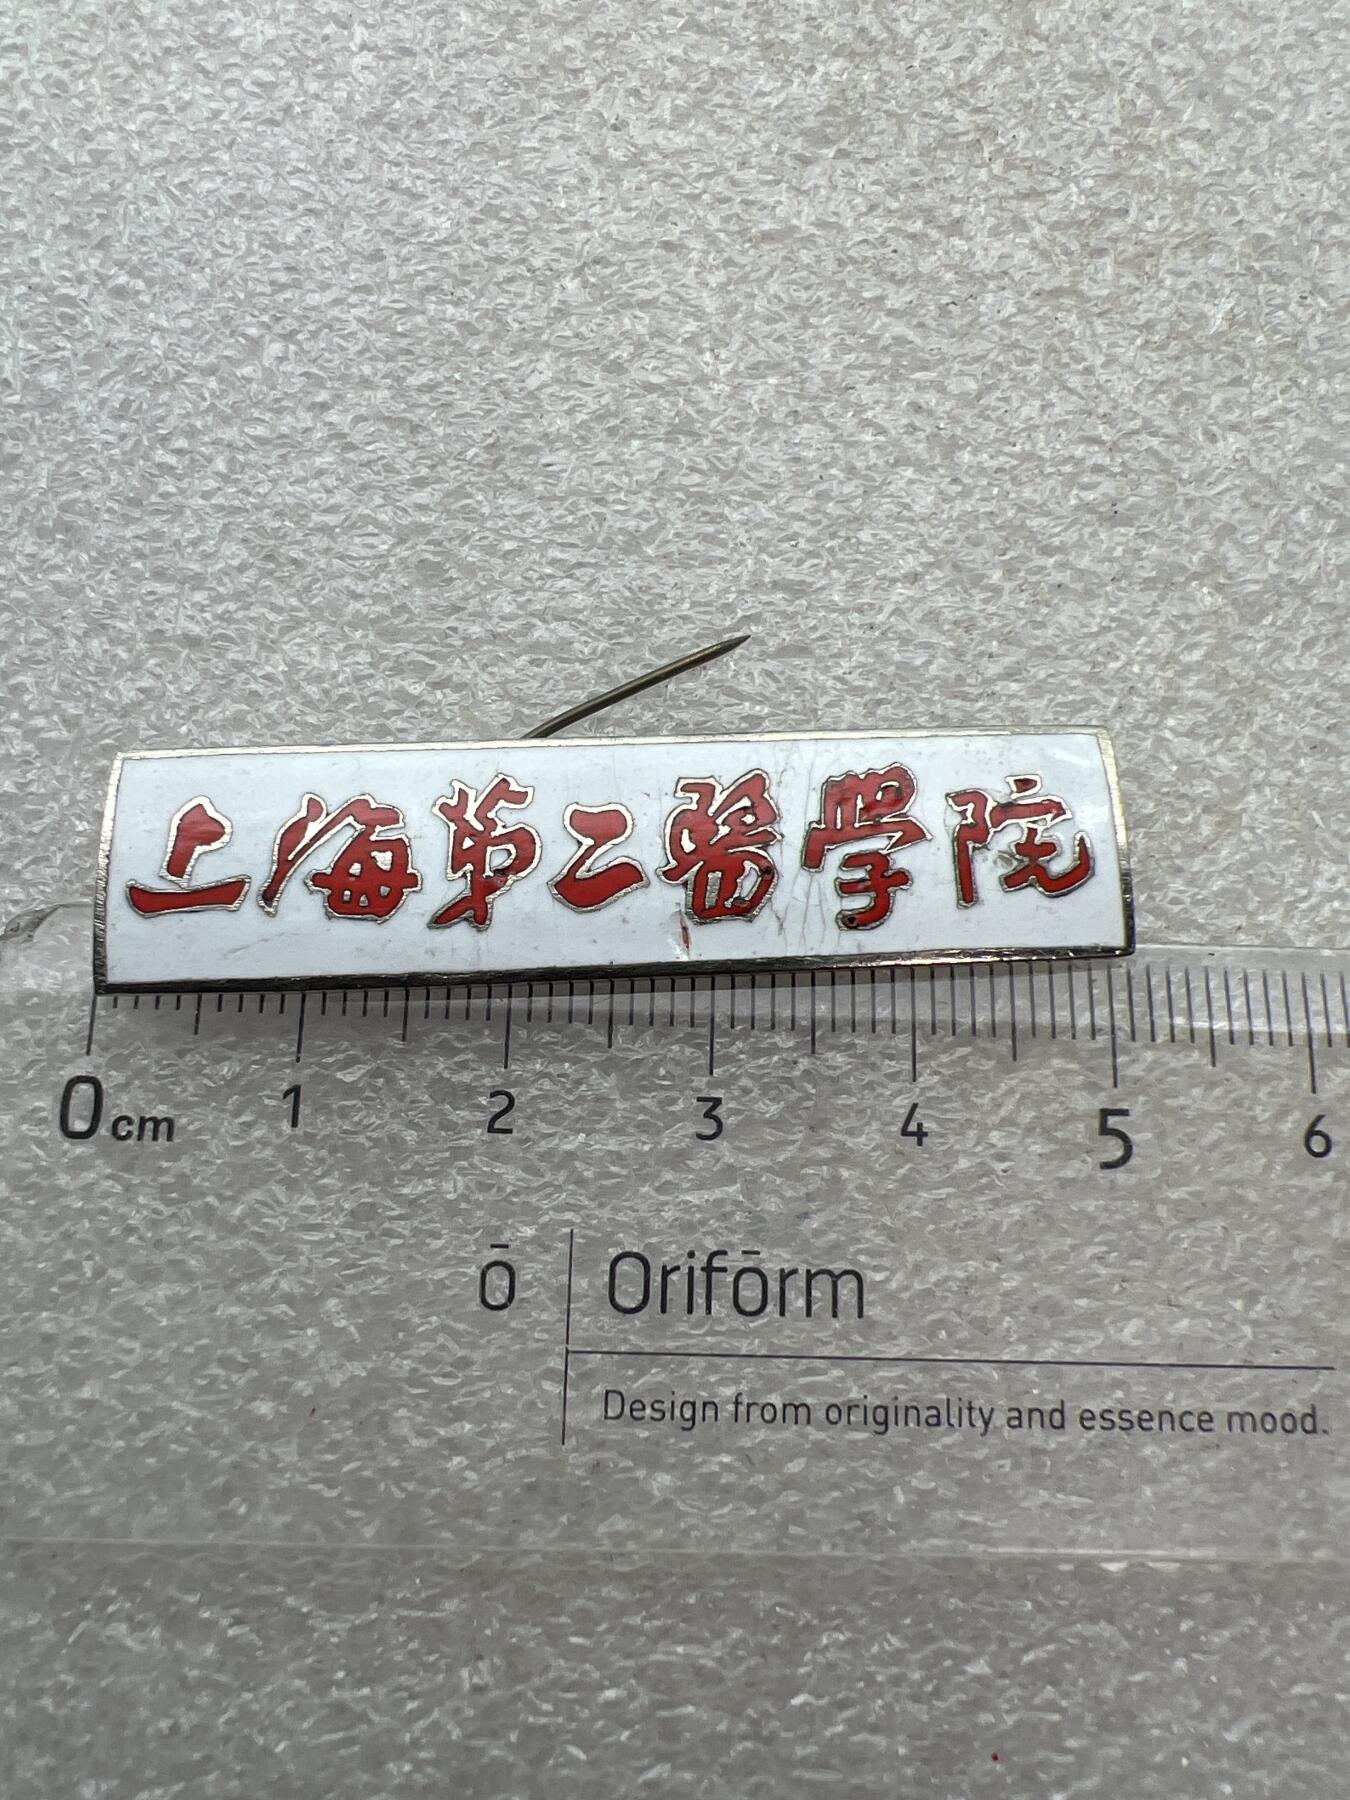 上海第二醫學院
0cm 1 2 3 4 5 6
ō Orifōrm
Design from originality and essence mood.